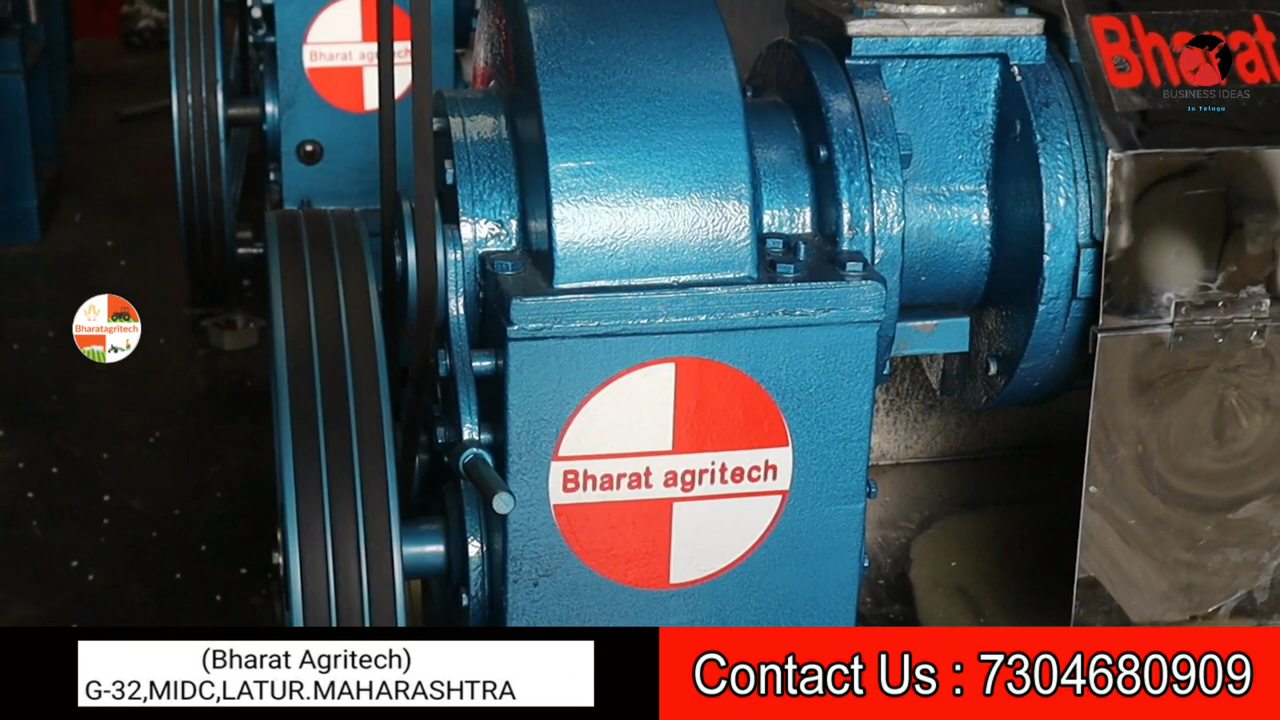 Bharat agritech
Bharat
BUSINESS IDEAS
In Telugu
Bharatagritech
Bharat agritech
(Bharat Agritech)
G-32,MIDC,LATUR.MAHARASHTRA
Contact Us : 7304680909